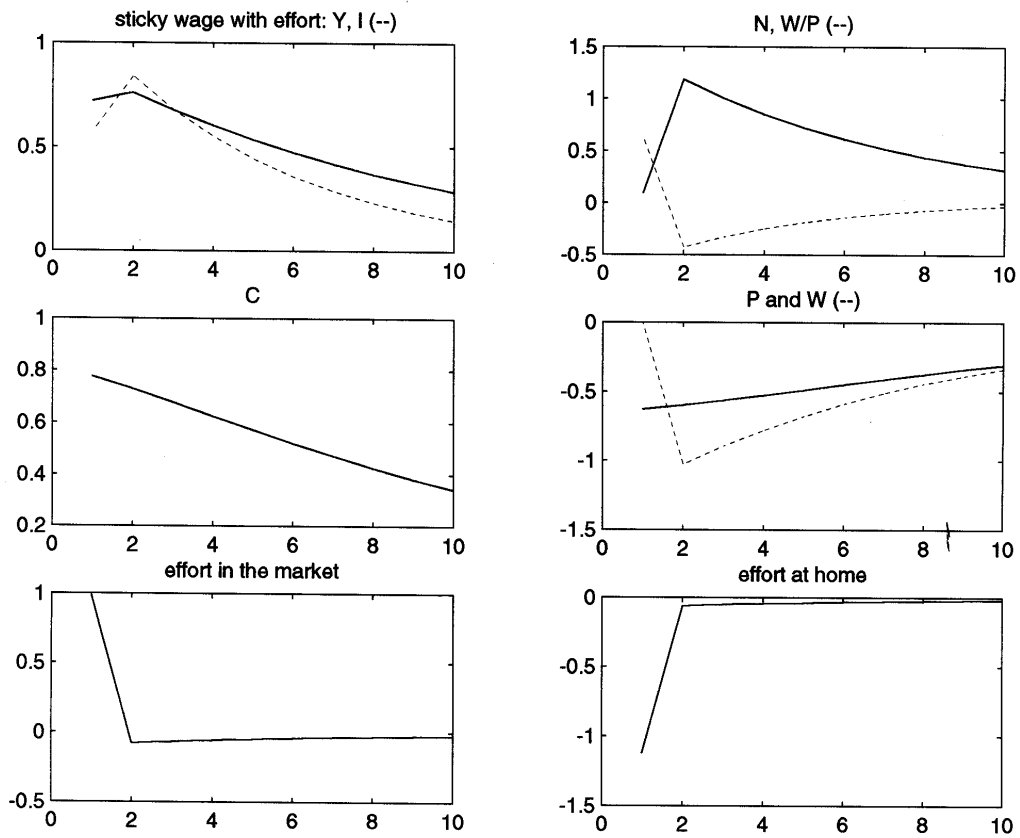 sticky wage with effort: Y, I (--)
1
0.5
0
0 2 4 6 8 10
N, W/P (--)
1.5
1
0.5
0
-0.5
0 2 4 6 8 10
C
1
0.8
0.6
0.4
0.2
0 2 4 6 8 10
P and W (--)
0
-0.5
-1
-1.5
0 2 4 6 8 10
effort in the market
1
0.5
0
-0.5
0 2 4 6 8 10
effort at home
0
-0.5
-1
-1.5
0 2 4 6 8 10